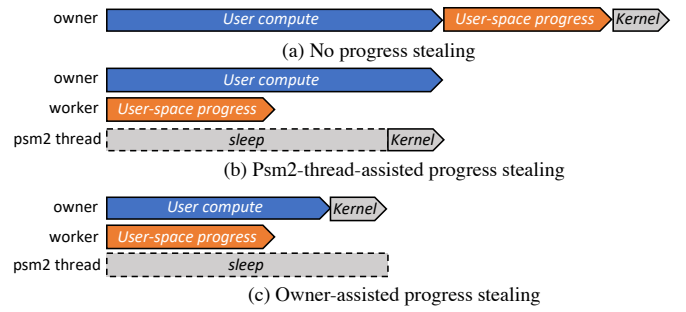 owner User compute User-space progress Kernel
(a) No progress stealing
owner User compute
worker User-space progress
psm2 thread sleep Kernel
(b) Psm2-thread-assisted progress stealing
owner User compute Kernel
worker User-space progress
psm2 thread sleep
(c) Owner-assisted progress stealing